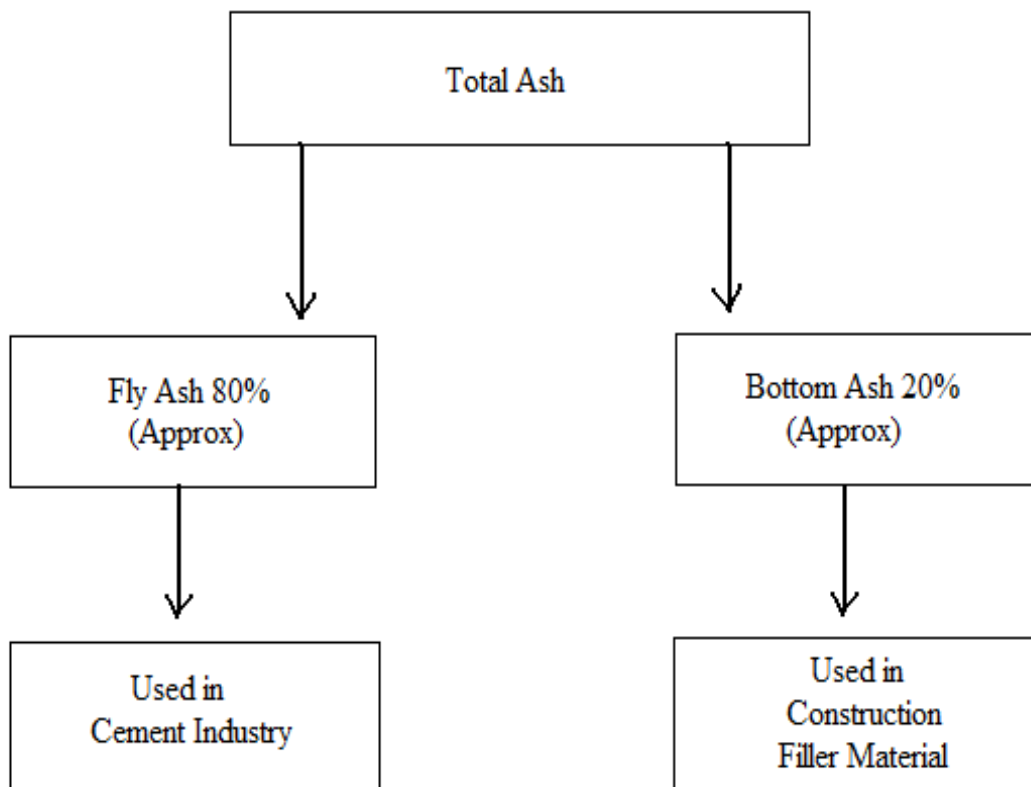 Total Ash
Fly Ash 80%
(Approx)
Bottom Ash 20%
(Approx)
Used in
Cement Industry
Used in
Construction
Filler Material